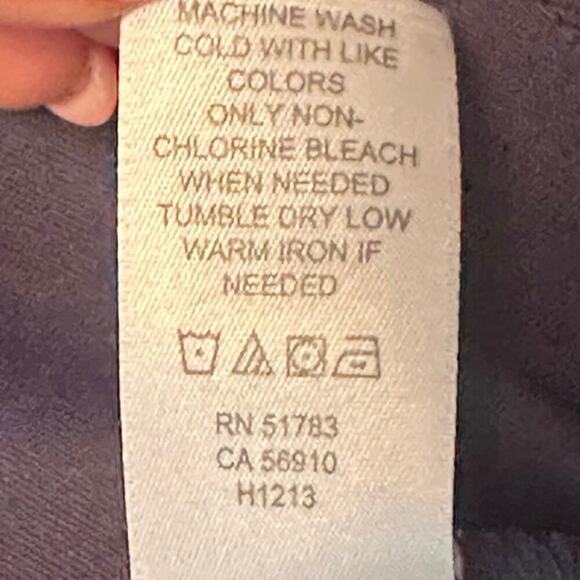 MACHINE WASH
COLD WITH LIKE
COLORS
ONLY NON-
CHLORINE BLEACH
WHEN NEEDED
TUMBLE DRY LOW
WARM IRON IF
NEEDED
RN 51783
CA 56910
H1213